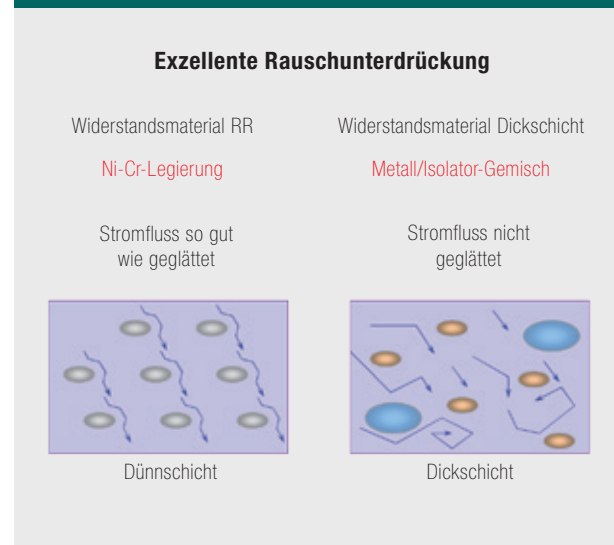 Exzellente Rauschunterdrückung
Widerstandsmaterial RR
Ni-Cr-Legierung
Stromfluss so gut
wie geglättet
Dünnschicht
Widerstandsmaterial Dickschicht
Metall/Isolator-Gemisch
Stromfluss nicht
geglättet
Dickschicht